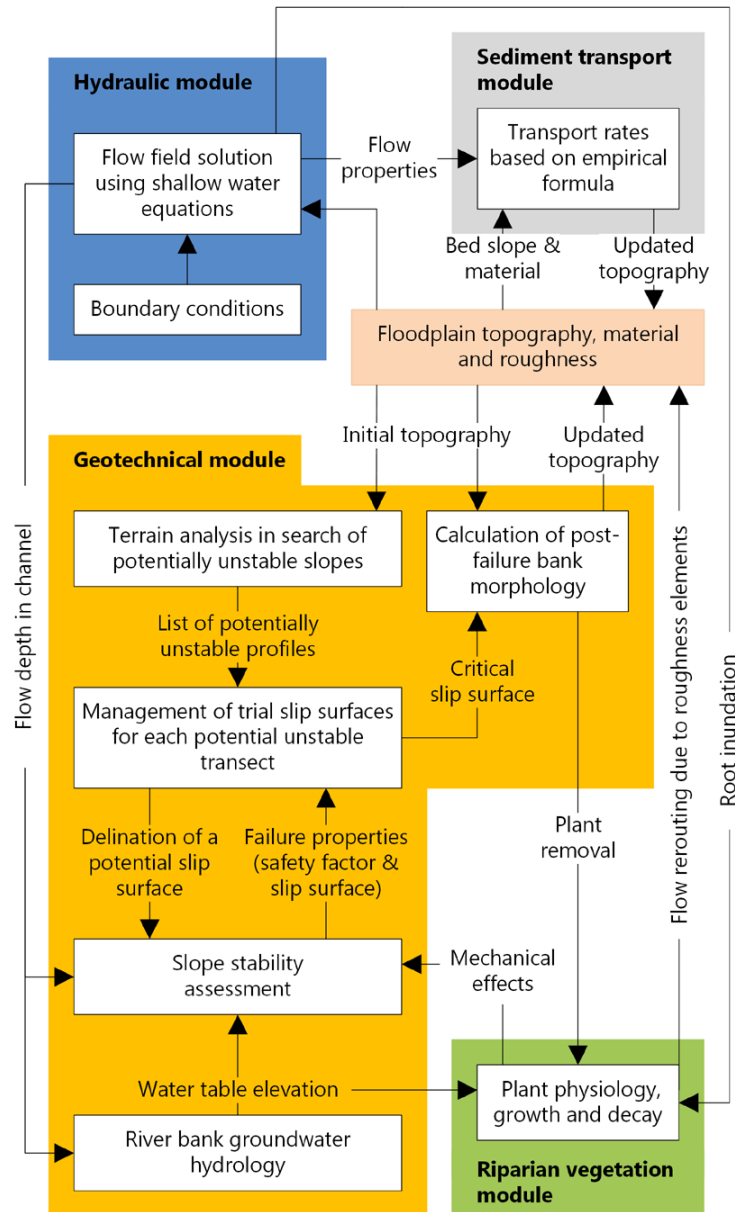 Hydraulic module
Sediment transport
module
Flow field solution
using shallow water
equations
Flow
properties
Transport rates
based on empirical
formula
Boundary conditions
Bed slope &
material
Updated
topography
Floodplain topography, material
and roughness
Initial topography
Updated
topography
Geotechnical module
Terrain analysis in search of
potentially unstable slopes
Calculation of post-
failure bank
morphology
List of potentially
unstable profiles
Critical
slip surface
Management of trial slip surfaces
for each potential unstable
transect
Flow depth in channel
Flow rerouting due to roughness elements
Root inundation
Delination of a
potential slip
surface
Failure properties
(safety factor &
slip surface)
Plant
removal
Slope stability
assessment
Mechanical
effects
Water table elevation
Plant physiology,
growth and decay
River bank groundwater
hydrology
Riparian vegetation
module